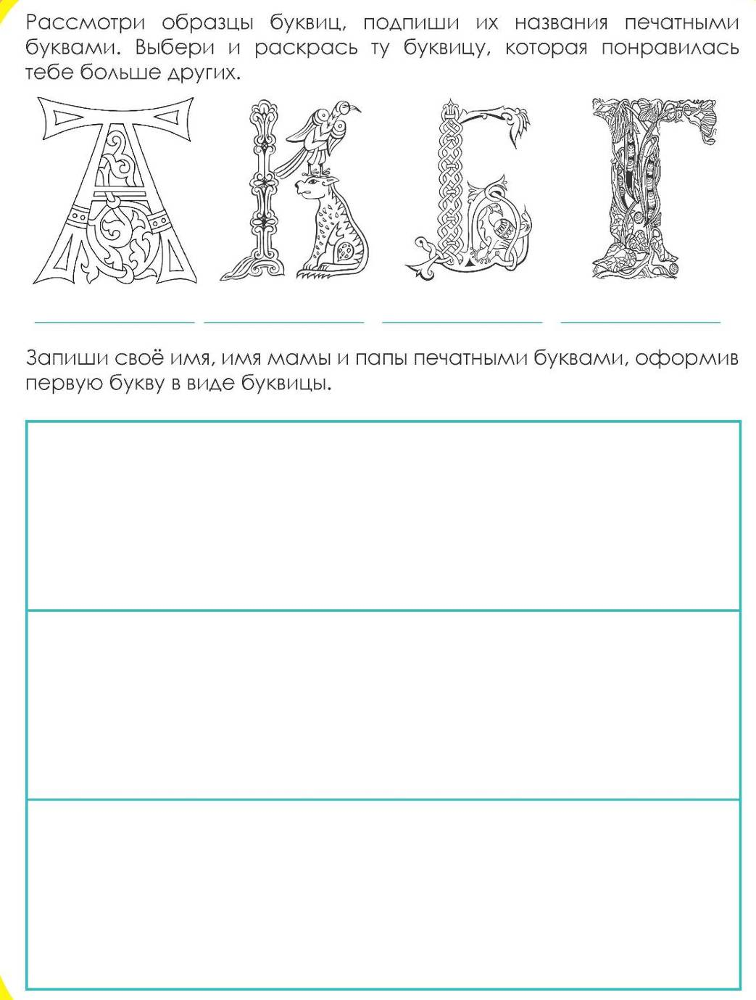 Рассмотри образцы буквиц, подпиши их названия печатными
буквами. Выбери и раскрась ту буквицу, которая понравилась
тебе больше других.
А К Б Г
Запиши своё имя, имя мамы и папы печатными буквами, оформив
первую букву в виде буквицы.